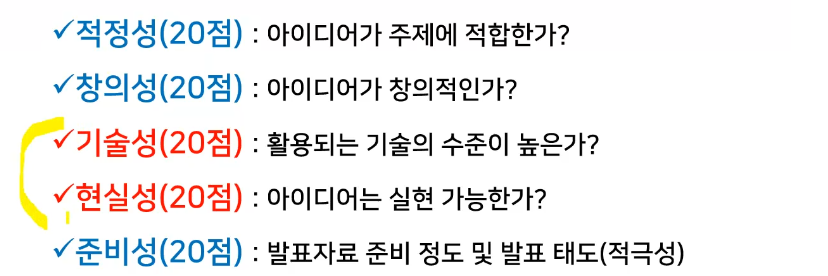 ✓적정성(20점) : 아이디어가 주제에 적합한가?
✓창의성(20점) : 아이디어가 창의적인가?
✓기술성(20점) : 활용되는 기술의 수준이 높은가?
✓현실성(20점) : 아이디어는 실현 가능한가?
✓준비성(20점) : 발표자료 준비 정도 및 발표 태도(적극성)